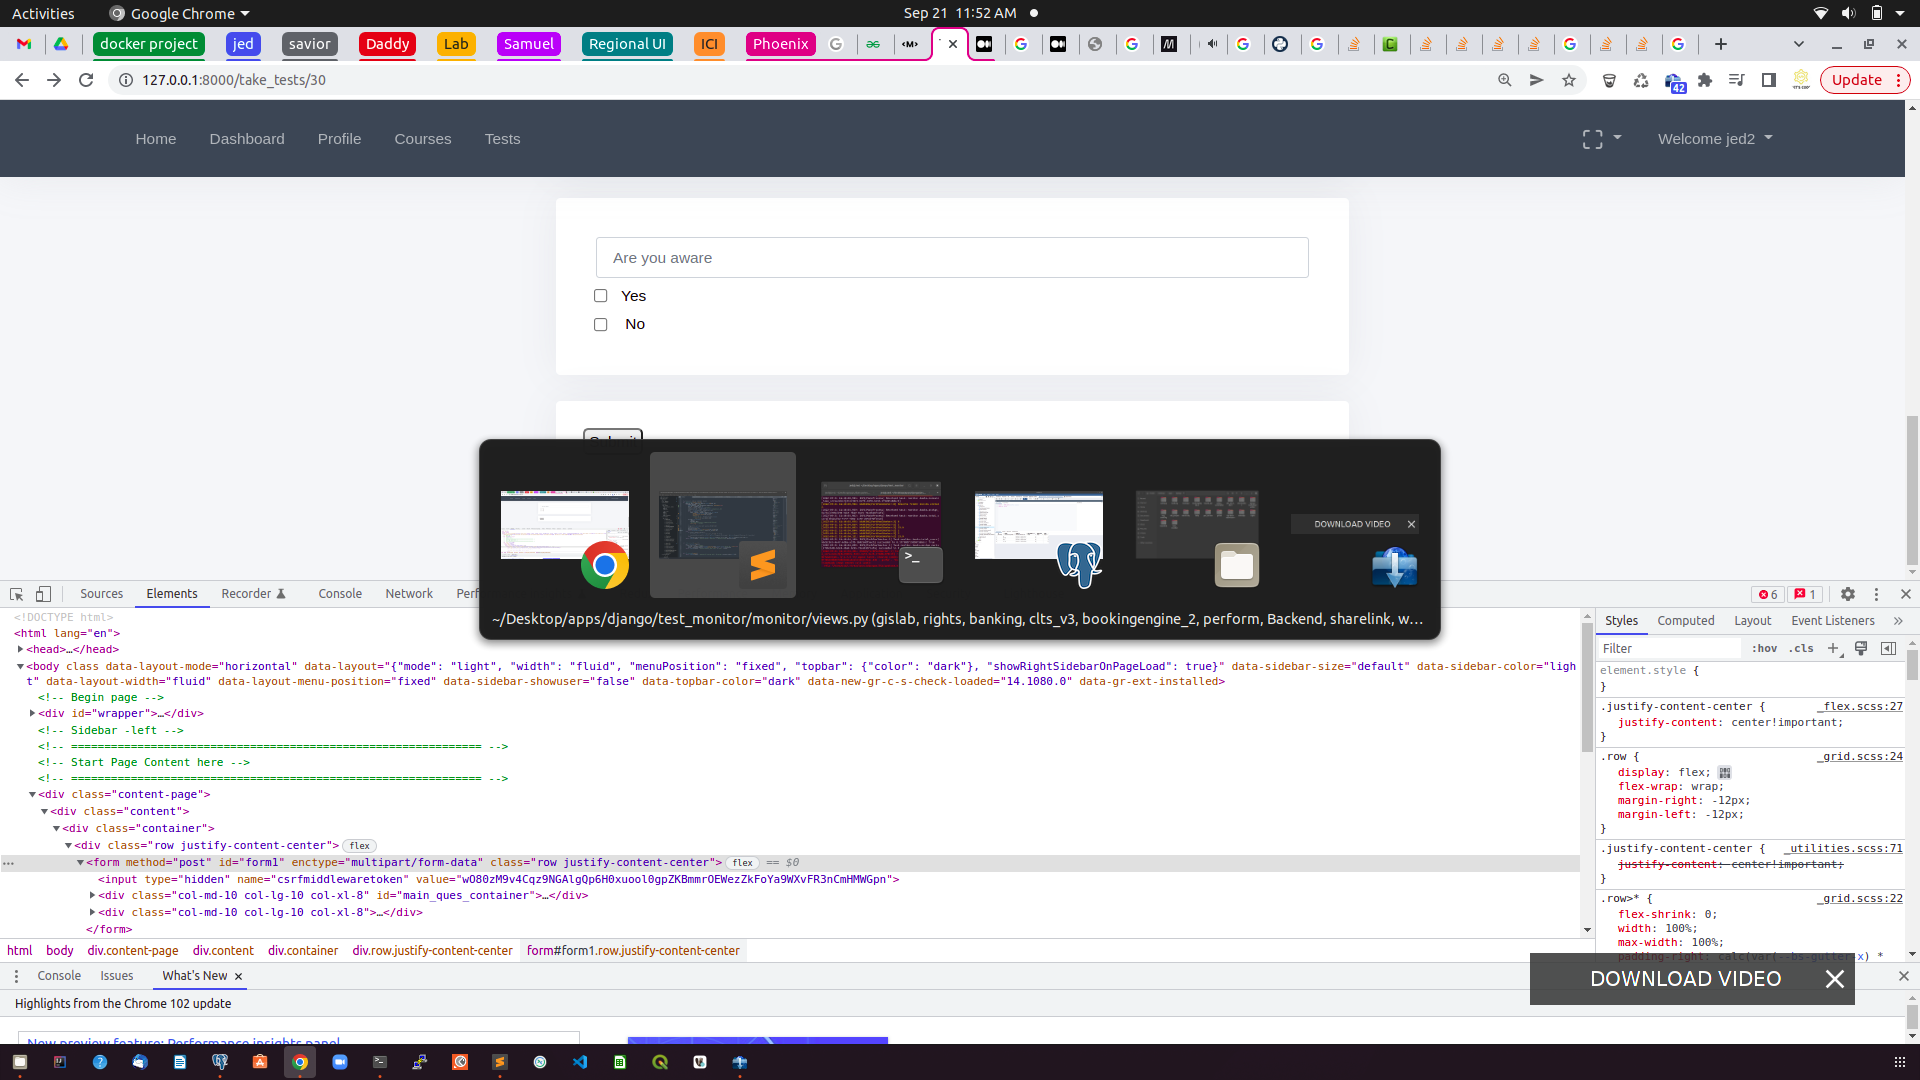 Activities
Google Chrome
Sep 21 11:52 AM
docker project
jed
savior
Daddy
Lab
Samuel
Regional UI
ICI
Phoenix
127.0.0.1:8000/take_tests/30
42
Update
Home
Dashboard
Profile
Courses
Tests
Welcome jed2
Are you aware
Yes
No
DOWNLOAD VIDEO
~/Desktop/apps/django/test_monitor/monitor/views.py (gislab, rights, banking, clts_v3, bookingengine_2, perform, Backend, sharelink, w…
Sources
Elements
Recorder
Console
Network
6
1
<!DOCTYPE html>
<html lang="en">
<head>…</head>
<body class data-layout-mode="horizontal" data-layout="{"mode": "light", "width": "fluid", "menuPosition": "fixed", "topbar": {"color": "dark"}, "showRightSidebarOnPageLoad": true}" data-sidebar-size="default" data-sidebar-color="ligh
t" data-layout-width="fluid" data-layout-menu-position="fixed" data-sidebar-showuser="false" data-topbar-color="dark" data-new-gr-c-s-check-loaded="14.1080.0" data-gr-ext-installed>
<!-- Begin page -->
<div id="wrapper">…</div>
<!-- Sidebar -left -->
<!-- ============================================================== -->
<!-- Start Page Content here -->
<!-- ============================================================== -->
<div class="content-page">
<div class="content">
<div class="container">
<div class="row justify-content-center"> flex
<form method="post" id="form1" enctype="multipart/form-data" class="row justify-content-center"> flex == $0
<input type="hidden" name="csrfmiddlewaretoken" value="wO80zM9v4Cqz9NGAlgQp6H0xuool0gpZKBmmrOEWezZkFoYa9WXvFR3nCmHMWGpn">
<div class="col-md-10 col-lg-10 col-xl-8" id="main_ques_container">…</div>
<div class="col-md-10 col-lg-10 col-xl-8">…</div>
</form>
html
body
div.content-page
div.content
div.container
div.row.justify-content-center
form#form1.row.justify-content-center
Styles
Computed
Layout
Event Listeners
Filter
:hov
.cls
element.style {
}
.justify-content-center {
_flex.scss:27
justify-content: center!important;
}
.row {
_grid.scss:24
display: flex;
flex-wrap: wrap;
margin-right: -12px;
margin-left: -12px;
}
.justify-content-center {
_utilities.scss:71
justify-content: center!important;
}
.row>* {
_grid.scss:22
flex-shrink: 0;
width: 100%;
max-width: 100%;
Console
Issues
What's New
Highlights from the Chrome 102 update
New preview feature: Performance insights panel
DOWNLOAD VIDEO